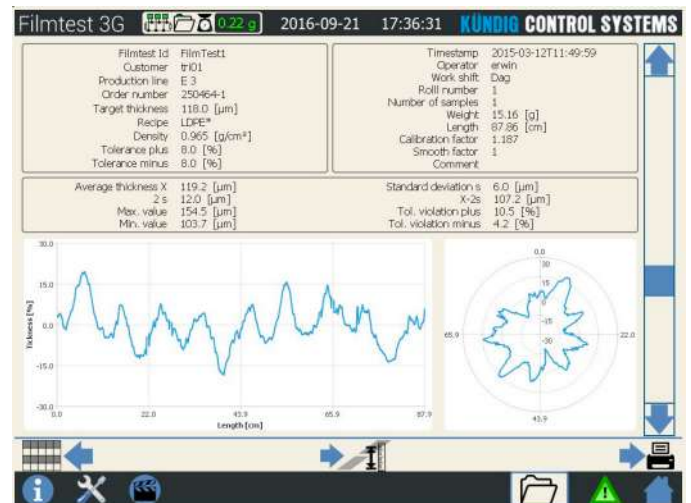 Filmtest 3G 0.22 g 2016-09-21 17:36:31 KÜNDIG CONTROL SYSTEMS
Filmtest Id FilmTest1
Customer tri01
Production line E 3
Order number 250464-1
Target thickness 118.0 [µm]
Recipe LDPE*
Density 0.965 [g/cm³]
Tolerance plus 8.0 [%]
Tolerance minus 8.0 [%]
Timestamp 2015-03-12T11:49:59
Operator erwin
Work shift Dag
Rolll number 1
Number of samples 1
Weight 15.16 [g]
Length 87.86 [cm]
Calibration factor 1.187
Smooth factor 1
Comment
Average thickness X 119.2 [µm]
2 s 12.0 [µm]
Max. value 154.5 [µm]
Min. value 103.7 [µm]
Standard deviation s 6.0 [µm]
X-2s 107.2 [µm]
Tol. violation plus 10.5 [%]
Tol. violation minus 4.2 [%]
30.0
15.0
0.0
-15.0
-30.0
Tickness [%]
0.0 22.0 43.9 65.9 87.9
Length [cm]
0.0
30
15
-15
-30
65.9
22.0
43.9